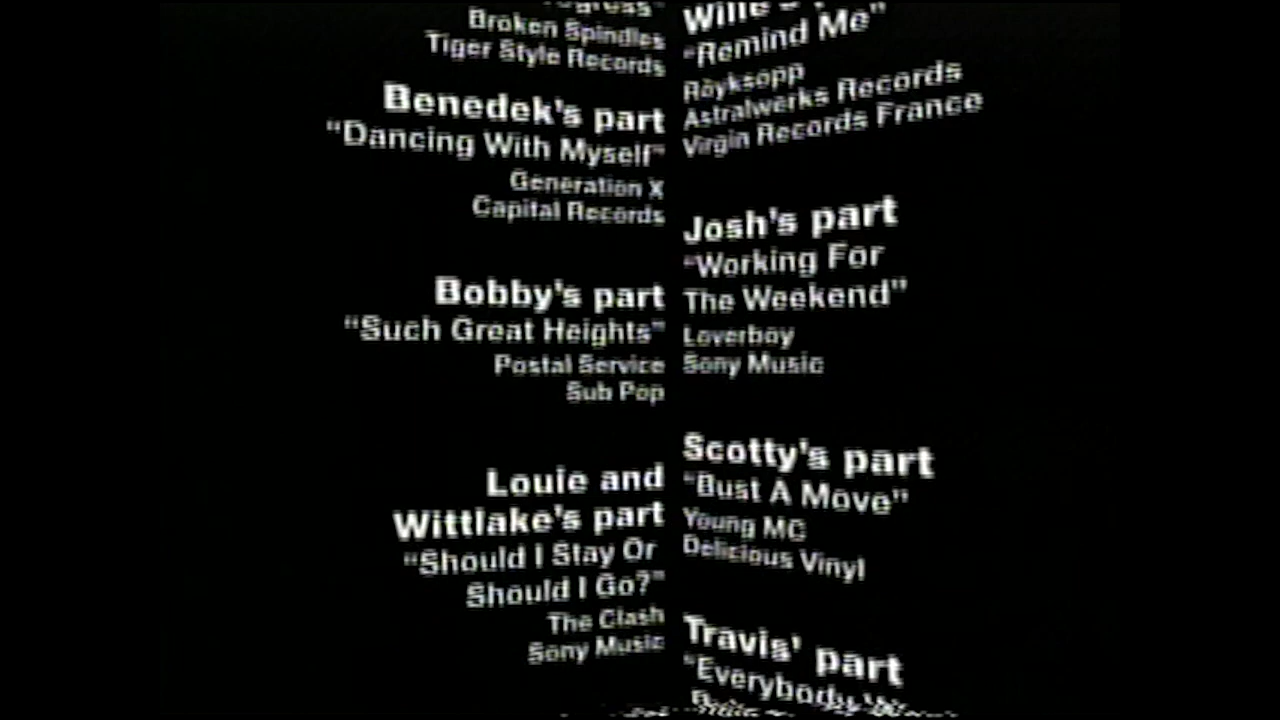 Broken Spindles
Tiger Style Records
Benedek's part
"Dancing With Myself"
Generation X
Capital Records
Bobby's part
"Such Great Heights"
Postal Service
Sub Pop
Louie and
Wittlake's part
"Should I Stay Or
Should I Go?"
The Clash
Sony Music
"Remind Me"
Röyksopp
Astralwerks Records
Virgin Records France
Josh's part
"Working For
The Weekend"
Loverboy
Sony Music
Scotty's part
"Bust A Move"
Young MC
Delicious Vinyl
Travis' part
"Everybody